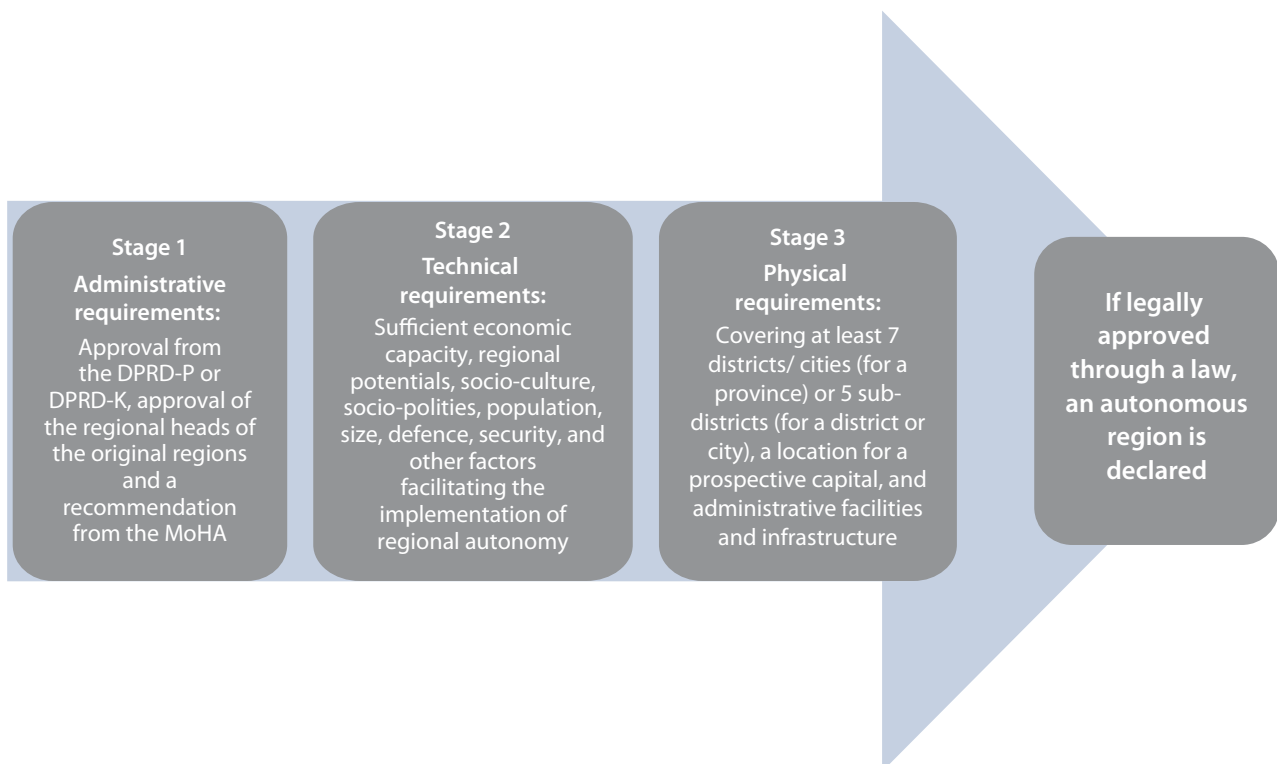 Stage 1
Administrative
requirements:
Approval from
the DPRD-P or
DPRD-K, approval of
the regional heads of
the original regions
and a
recommendation
from the MoHA
Stage 2
Technical
requirements:
Sufficient economic
capacity, regional
potentials, socio-culture,
socio-polities, population,
size, defence, security, and
other factors
facilitating the
implementation of
regional autonomy
Stage 3
Physical
requirements:
Covering at least 7
districts/ cities (for a
province) or 5 sub-
districts (for a district or
city), a location for a
prospective capital, and
administrative facilities
and infrastructure
If legally
approved
through a law,
an autonomous
region is
declared